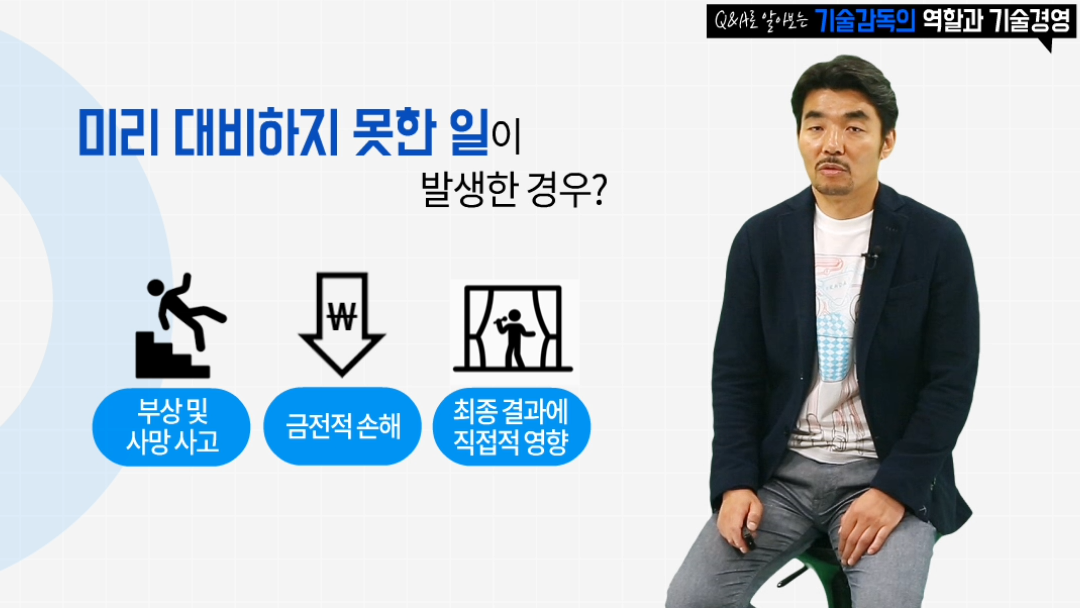 Q&A로 알아보는 기술감독의 역할과 기술경영
미리 대비하지 못한 일이
발생한 경우?
₩
부상 및
사망 사고
금전적 손해
최종 결과에
직접적 영향